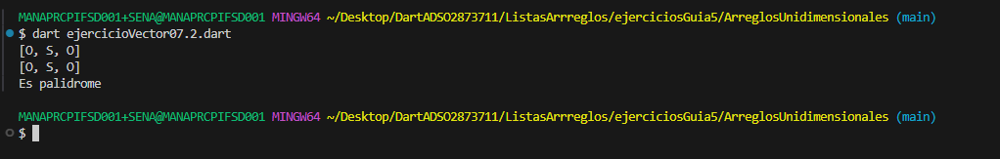 MANAPRCPIFSD001+SENA@MANAPRCPIFSD001 MINGW64 ~/Desktop/DartADSO2873711/ListasArrreglos/ejerciciosGuia5/ArreglosUnidimensionales (main)
$ dart ejercicioVector07.2.dart
[O, S, O]
[O, S, O]
Es palidrome
MANAPRCPIFSD001+SENA@MANAPRCPIFSD001 MINGW64 ~/Desktop/DartADSO2873711/ListasArrreglos/ejerciciosGuia5/ArreglosUnidimensionales (main)
$